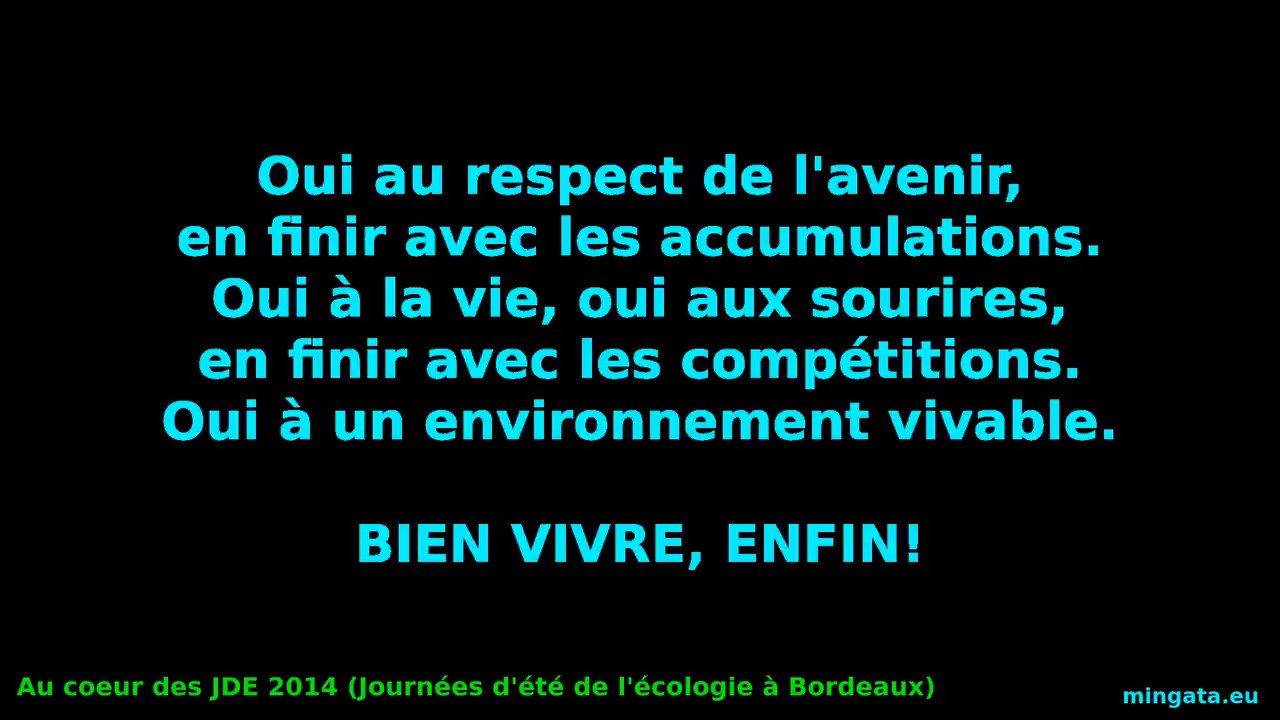 Oui au respect de l'avenir,
en finir avec les accumulations.
Oui à la vie, oui aux sourires,
en finir avec les compétitions.
Oui à un environnement vivable.
BIEN VIVRE, ENFIN!
Au coeur des JDE 2014 (Journées d'été de l'écologie à Bordeaux)
mingata.eu